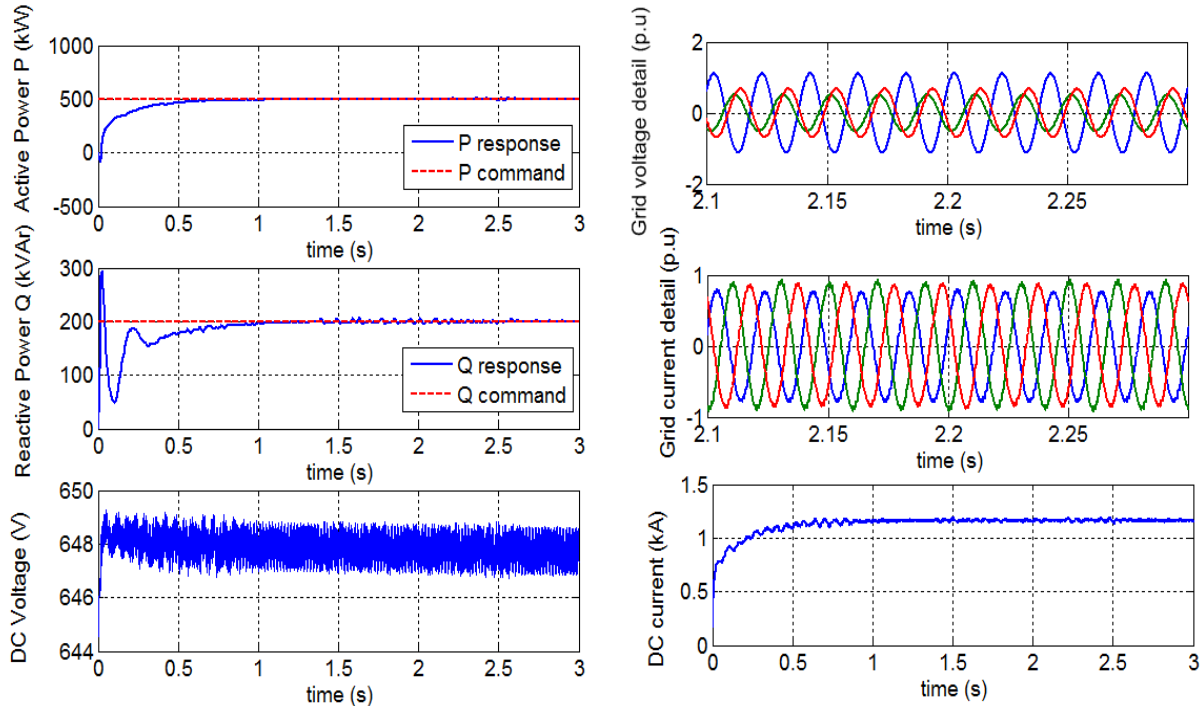 Active Power P (kW)
1000
500
0
-500
P response
P command
0 0.5 1 1.5 2 2.5 3
time (s)
Reactive Power Q (kVAr)
300
200
100
0
Q response
Q command
0 0.5 1 1.5 2 2.5 3
time (s)
DC Voltage (V)
650
648
646
644
0 0.5 1 1.5 2 2.5 3
time (s)
Grid voltage detail (p.u)
2
0
-2
2.1 2.15 2.2 2.25
time (s)
Grid current detail (p.u)
1
0
-1
2.1 2.15 2.2 2.25
time (s)
DC current (kA)
1.5
1
0.5
0
0 0.5 1 1.5 2 2.5 3
time (s)